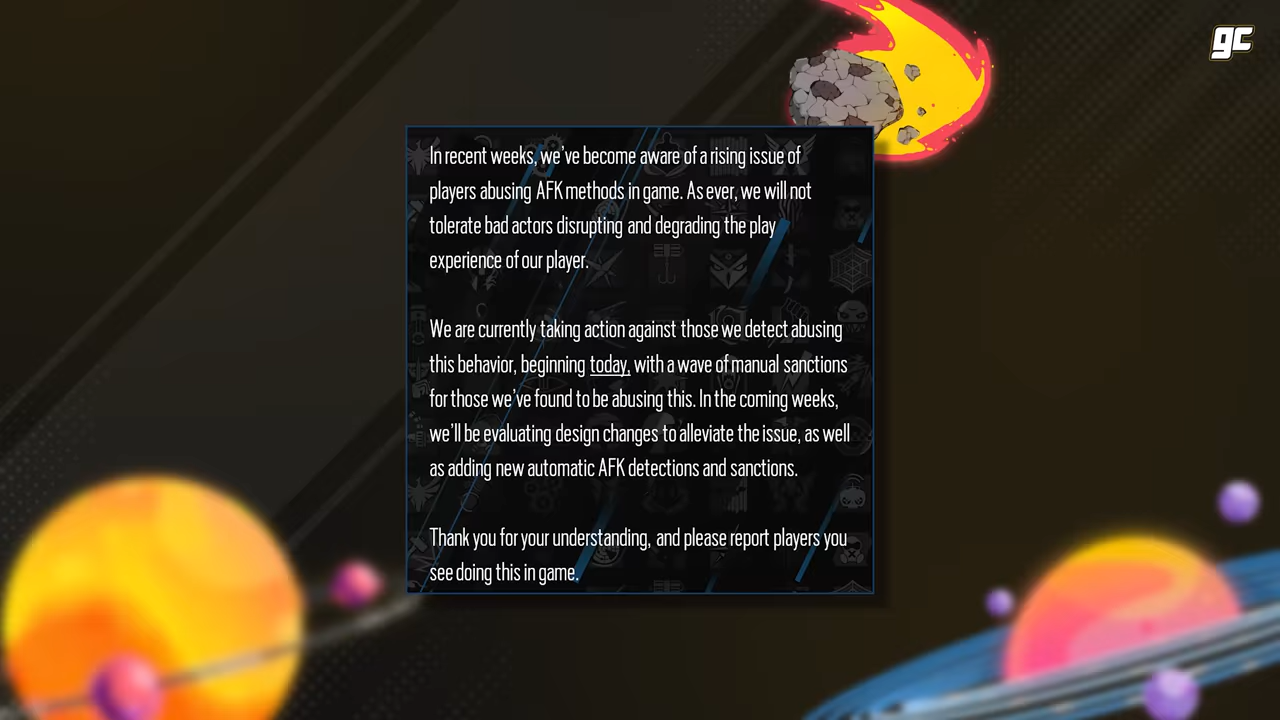 gc
In recent weeks, we've become aware of a rising issue of
players abusing AFK methods in game. As ever, we will not
tolerate bad actors disrupting and degrading the play
experience of our player.
We are currently taking action against those we detect abusing
this behavior, beginning today, with a wave of manual sanctions
for those we've found to be abusing this. In the coming weeks,
we'll be evaluating design changes to alleviate the issue, as well
as adding new automatic AFK detections and sanctions.
Thank you for your understanding, and please report players you
see doing this in game.